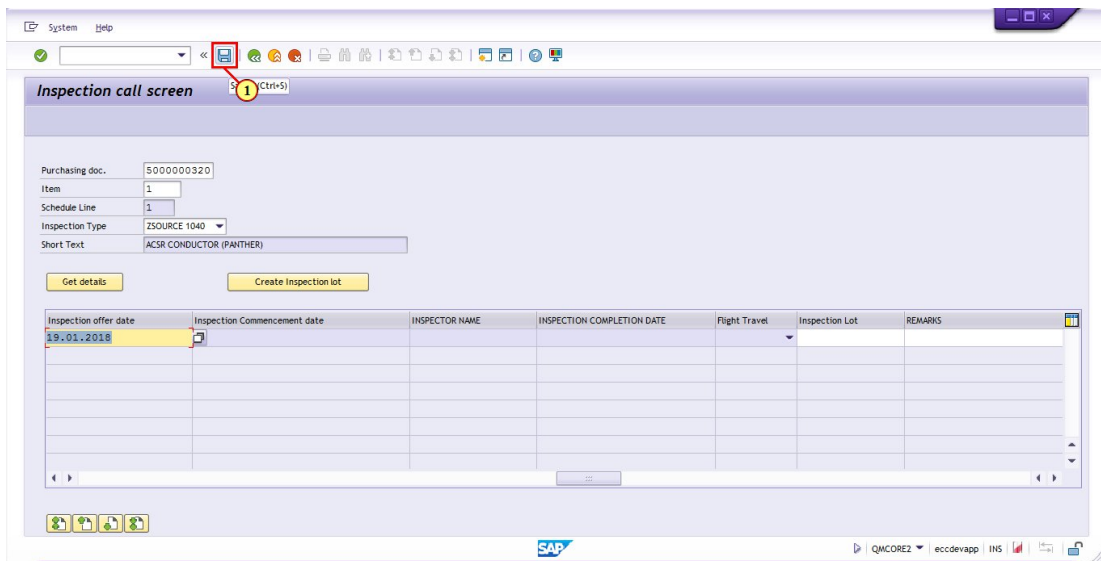 System Help
«
Inspection call screen
(Ctrl+S)
1
Purchasing doc. 5000000320
Item 1
Schedule Line 1
Inspection Type ZSOURCE 1040
Short Text ACSR CONDUCTOR (PANTHER)
Get details Create Inspection lot
Inspection offer date Inspection Commencement date INSPECTOR NAME INSPECTION COMPLETION DATE Flight Travel Inspection Lot REMARKS
19.01.2018
SAP QMCORE2 eccdevapp INS